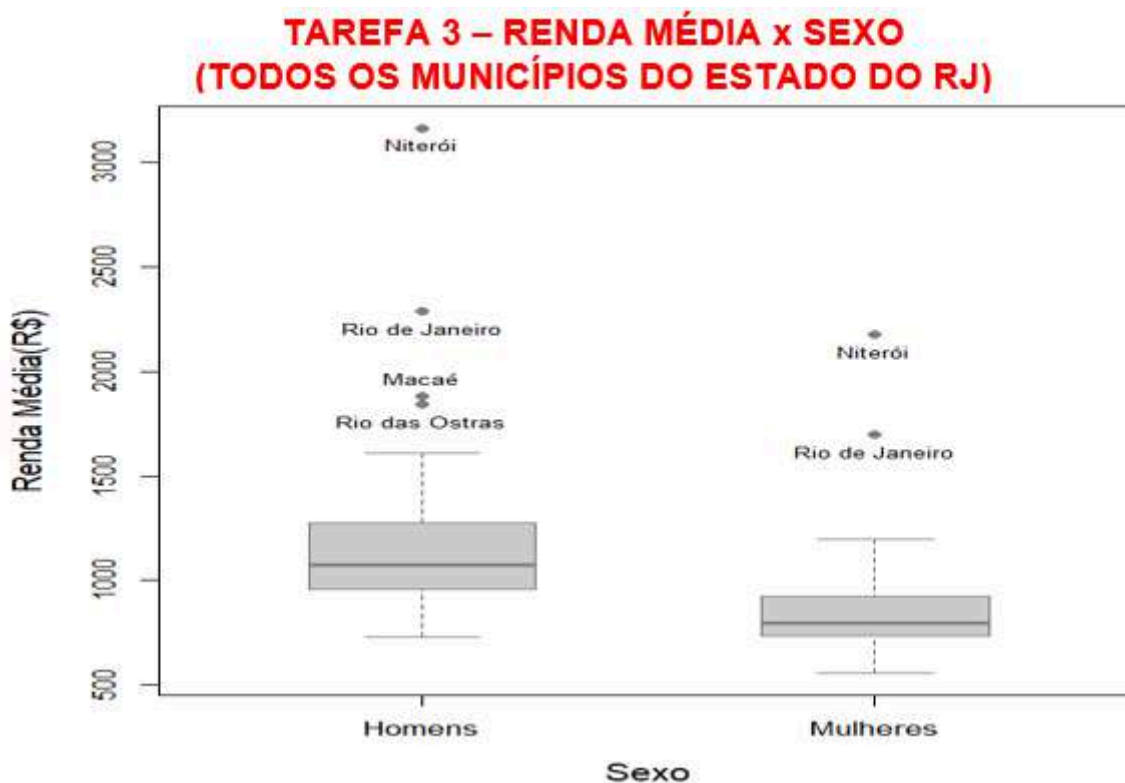 TAREFA 3 – RENDA MÉDIA x SEXO
(TODOS OS MUNICÍPIOS DO ESTADO DO RJ)
Renda Média(R$)
3000
2500
2000
1500
1000
500
Niterói
Rio de Janeiro
Macaé
Rio das Ostras
Niterói
Rio de Janeiro
Homens
Mulheres
Sexo